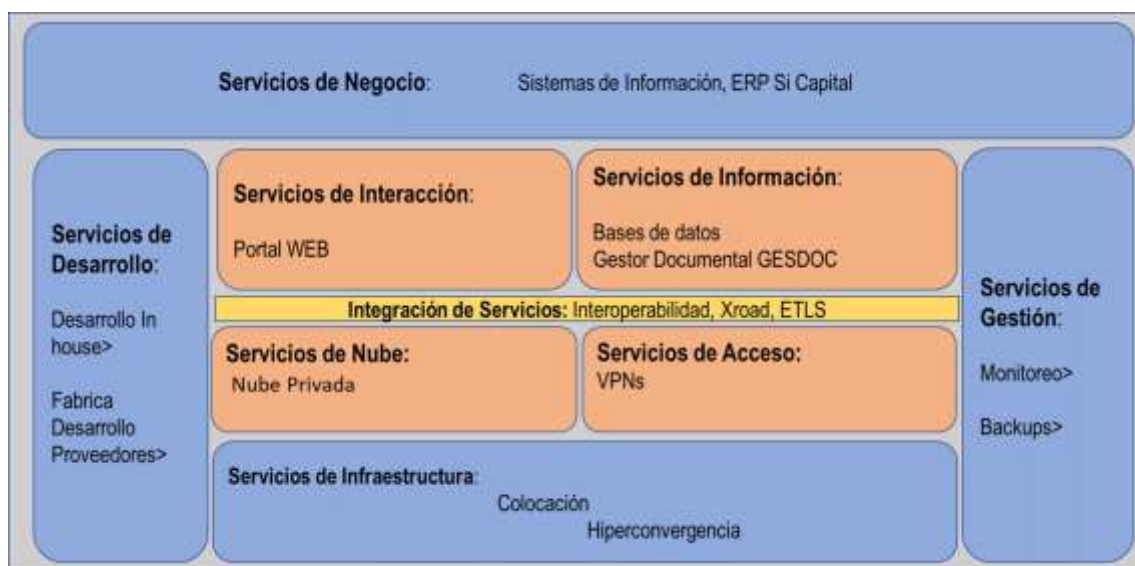 Servicios de Negocio: Sistemas de Información, ERP Si Capital
Servicios de
Desarrollo:
Desarrollo In
house>
Fabrica
Desarrollo
Proveedores>
Servicios de Interacción:
Portal WEB
Servicios de Información:
Bases de datos
Gestor Documental GESDOC
Integración de Servicios: Interoperabilidad, Xroad, ETLS
Servicios de Nube:
Nube Privada
Servicios de Acceso:
VPNs
Servicios de Infraestructura:
Colocación
Hiperconvergencia
Servicios de
Gestión:
Monitoreo>
Backups>